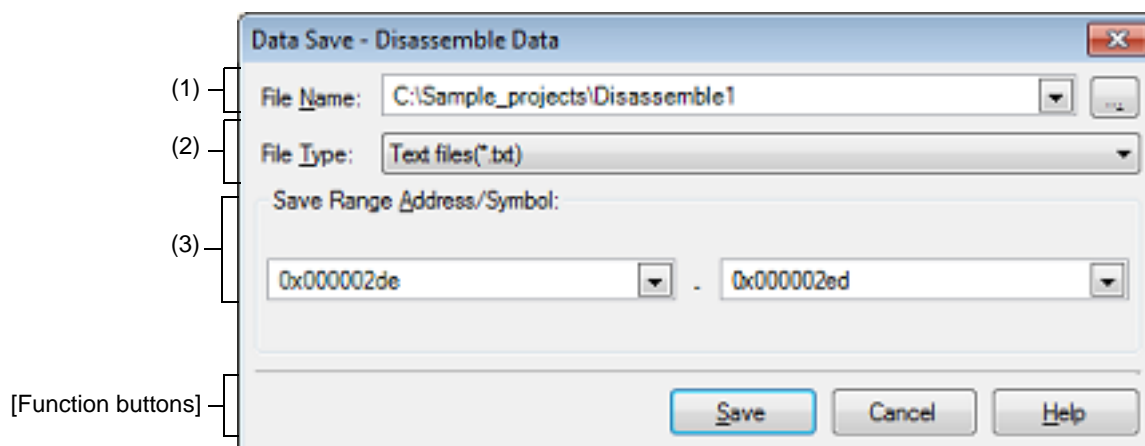 Data Save - Disassemble Data
(1)
File Name: C:\Sample_projects\Disassemble1 ...
(2)
File Type: Text files(*.txt)
Save Range Address/Symbol:
(3)
0x000002de - 0x000002ed
[Function buttons]
Save Cancel Help